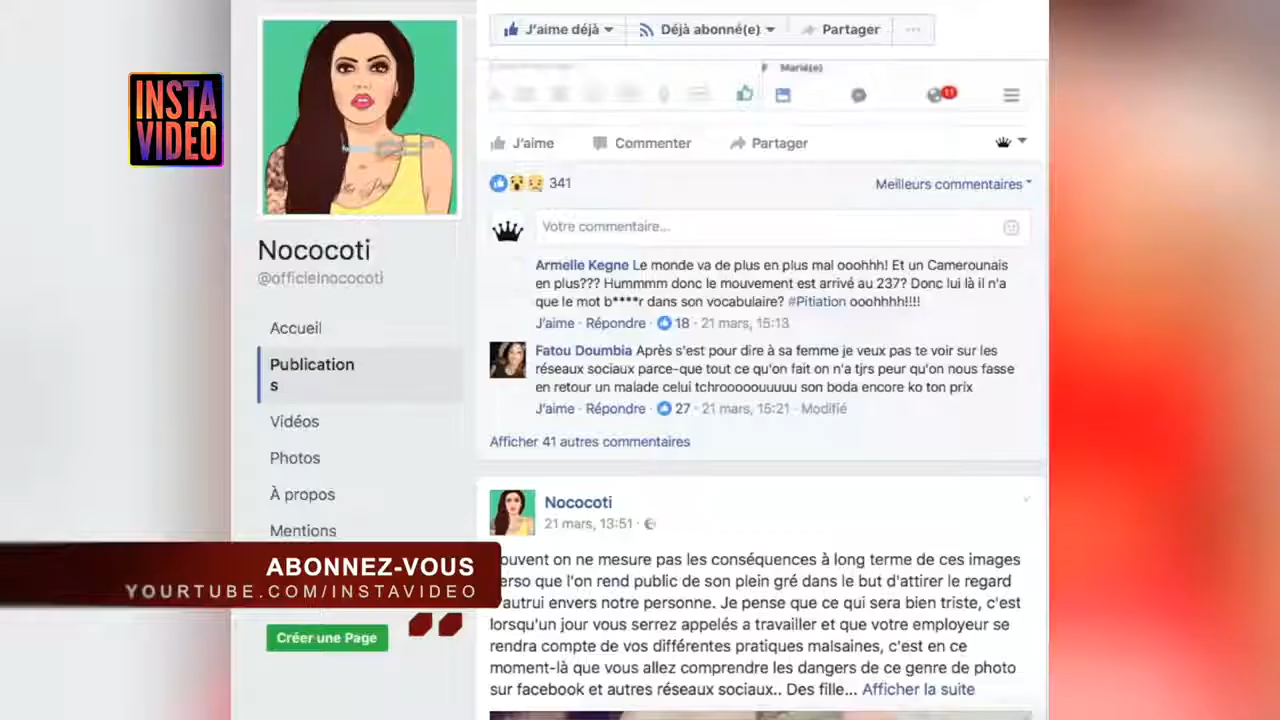 J'aime déjà
Déjà abonné(e)
Partager
Marié(e)
INSTA
VIDEO
11
J'aime
Commenter
Partager
341
Meilleurs commentaires
Votre commentaire...
Nococoti
@officielnococoti
Armelle Kegne Le monde va de plus en plus mal ooohhh! Et un Camerounais
en plus??? Hummmm donc le mouvement est arrivé au 237? Donc lui là il n'a
que le mot b****r dans son vocabulaire? #Pitiation ooohhhh!!!!
J'aime · Répondre · 18 · 21 mars, 15:13
Accueil
Publication
s
Vidéos
Photos
À propos
Mentions
Fatou Doumbia Après s'est pour dire à sa femme je veux pas te voir sur les
réseaux sociaux parce-que tout ce qu'on fait on n'a tjrs peur qu'on nous fasse
en retour un malade celui tchrooooouuuuu son boda encore ko ton prix
J'aime · Répondre · 27 · 21 mars, 15:21 · Modifié
Afficher 41 autres commentaires
Nococoti
21 mars, 13:51
ouvent on ne mesure pas les conséquences à long terme de ces images
erso que l'on rend public de son plein gré dans le but d'attirer le regard
'autrui envers notre personne. Je pense que ce qui sera bien triste, c'est
lorsqu'un jour vous serrez appelés a travailler et que votre employeur se
rendra compte de vos différentes pratiques malsaines, c'est en ce
moment-là que vous allez comprendre les dangers de ce genre de photo
sur facebook et autres réseaux sociaux.. Des fille... Afficher la suite
ABONNEZ-VOUS
YOURTUBE.COM/INSTAVIDEO
Créer une Page